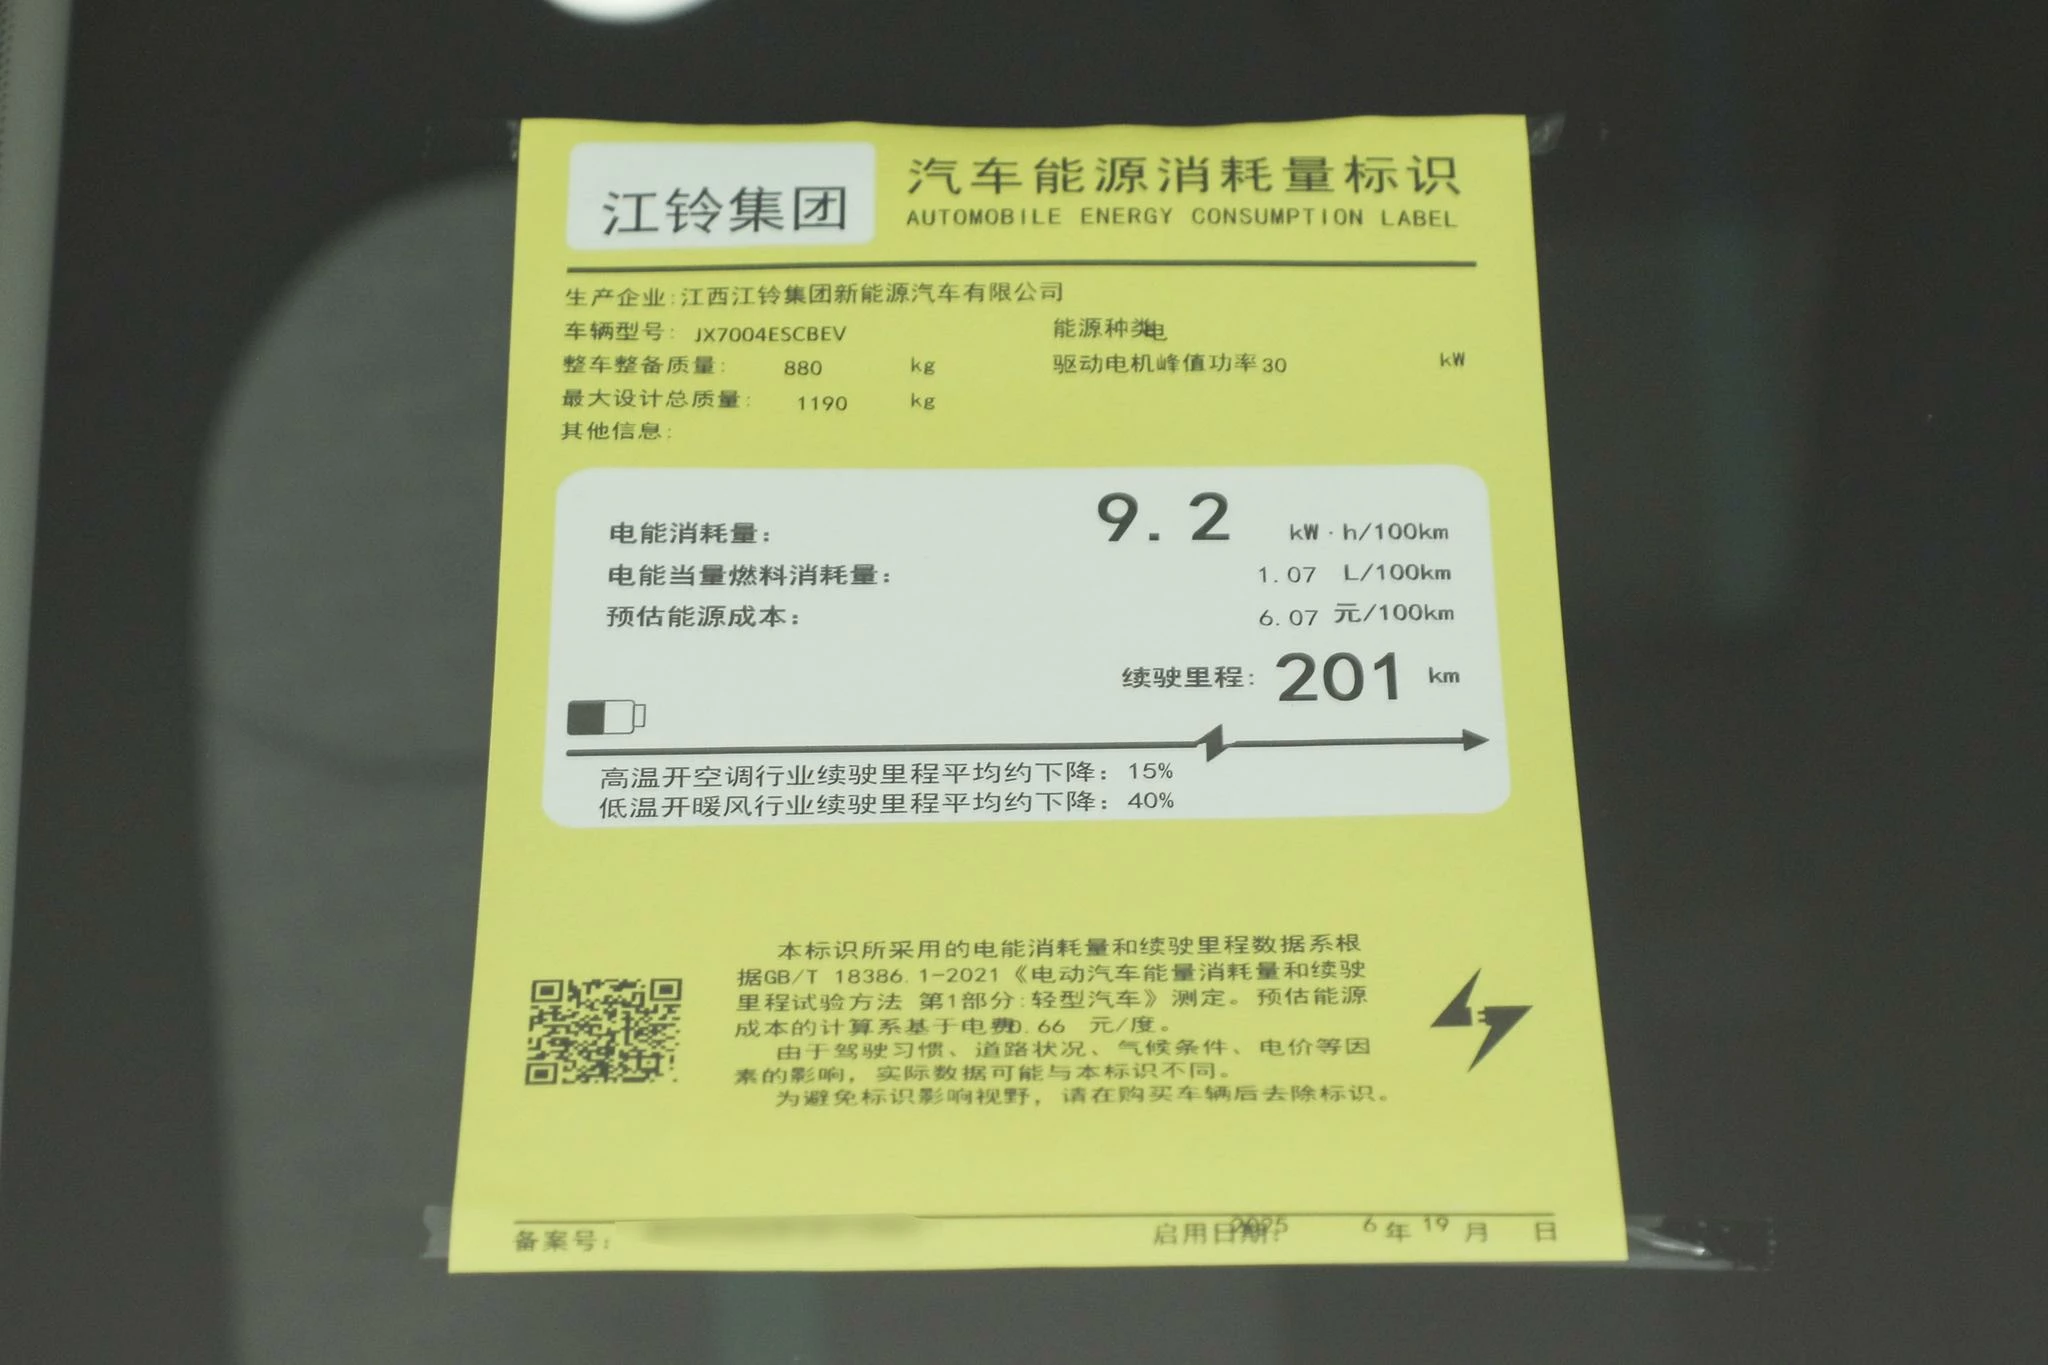 江铃集团
汽车能源消耗量标识
AUTOMOBILE ENERGY CONSUMPTION LABEL
生产企业:江西江铃集团新能源汽车有限公司
车辆型号: JX7004ESCBEV 能源种类电
整车整备质量: 880 kg 驱动电机峰值功率30 kW
最大设计总质量: 1190 kg
其他信息:
电能消耗量: 9.2 kW·h/100km
电能当量燃料消耗量: 1.07 L/100km
预估能源成本: 6.07 元/100km
续驶里程: 201 km
高温开空调行业续驶里程平均约下降: 15%
低温开暖风行业续驶里程平均约下降: 40%
本标识所采用的电能消耗量和续驶里程数据系根
据GB/T 18386.1-2021《电动汽车能量消耗量和续驶
里程试验方法 第1部分:轻型汽车》测定。预估能源
成本的计算系基于电费0.66 元/度。
由于驾驶习惯、道路状况、气候条件、电价等因
素的影响，实际数据可能与本标识不同。
为避免标识影响视野，请在购买车辆后去除标识。
备案号: 启用日期: 2025 6 年 19 月 日